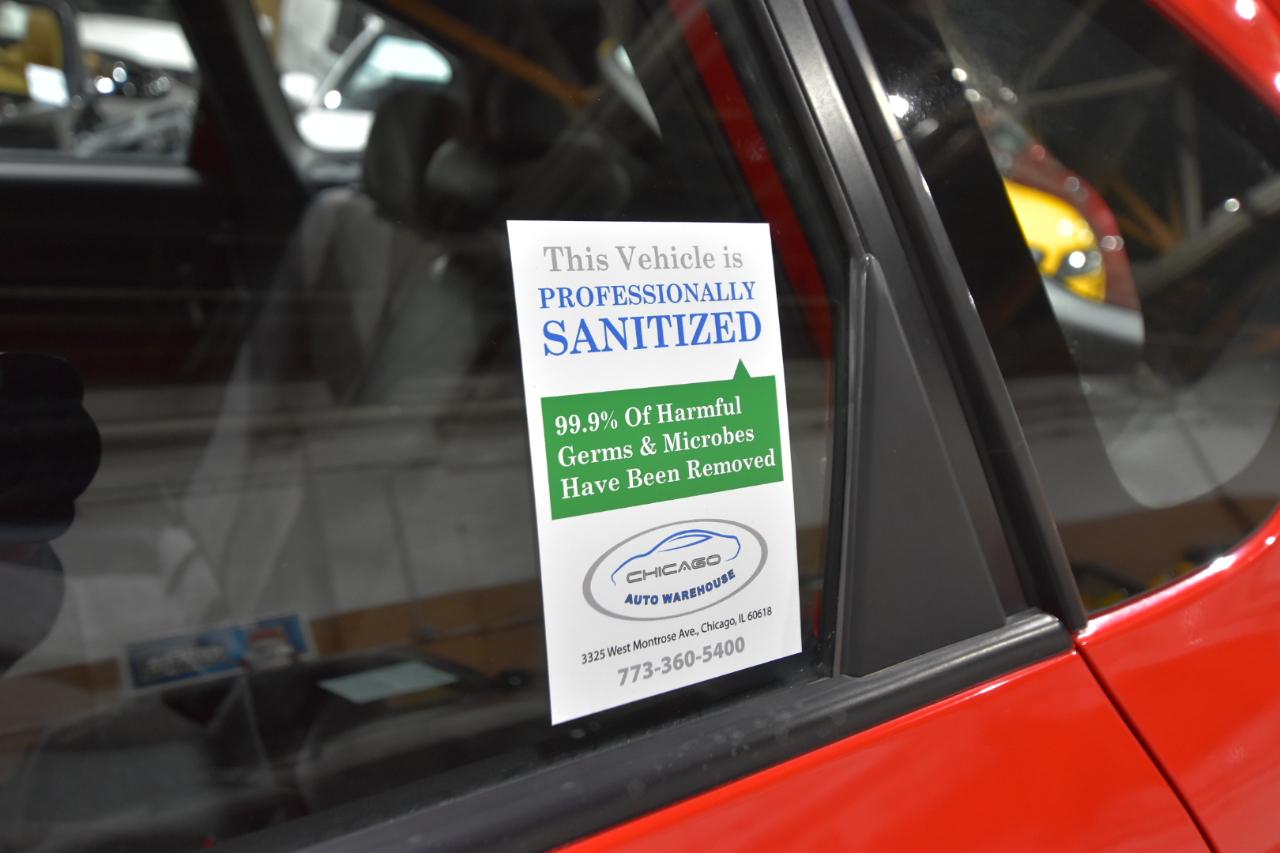 This Vehicle is
PROFESSIONALLY
SANITIZED
99.9% Of Harmful
Germs & Microbes
Have Been Removed
CHICAGO
AUTO WAREHOUSE
3325 West Montrose Ave., Chicago, IL 60618
773-360-5400